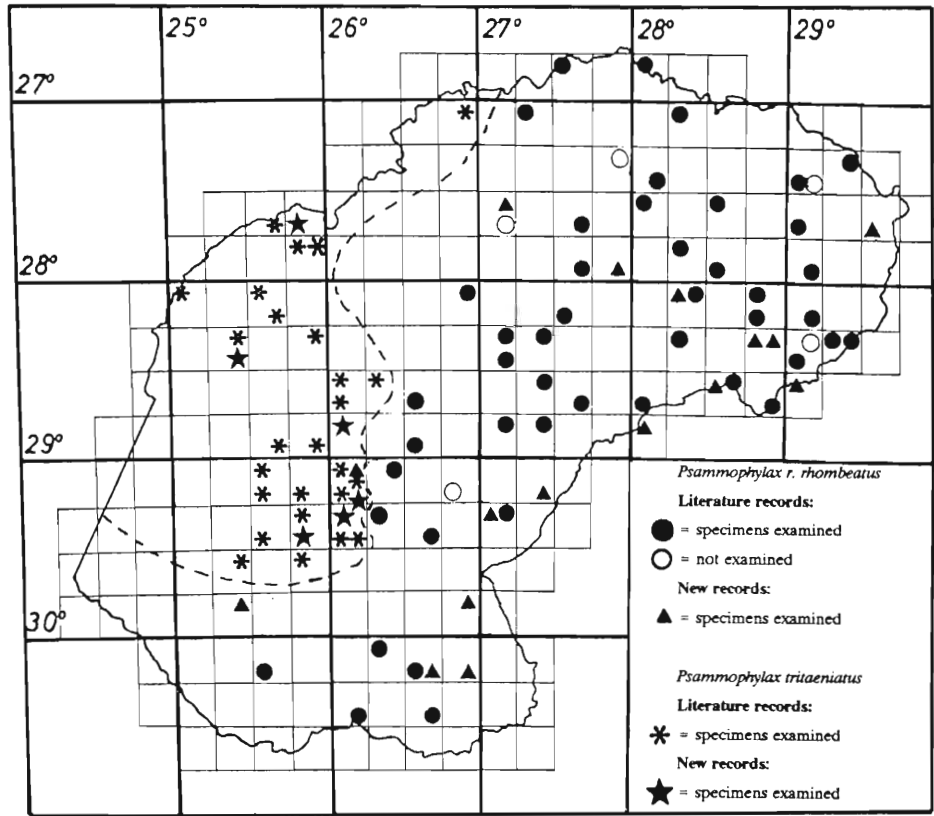 25° 26° 27° 28° 29°
27°
28°
29°
30°
Psammophylax r. rhombeatus
Literature records:
= specimens examined
= not examined
New records:
= specimens examined
Psammophylax tritaeniatus
Literature records:
= specimens examined
New records:
= specimens examined